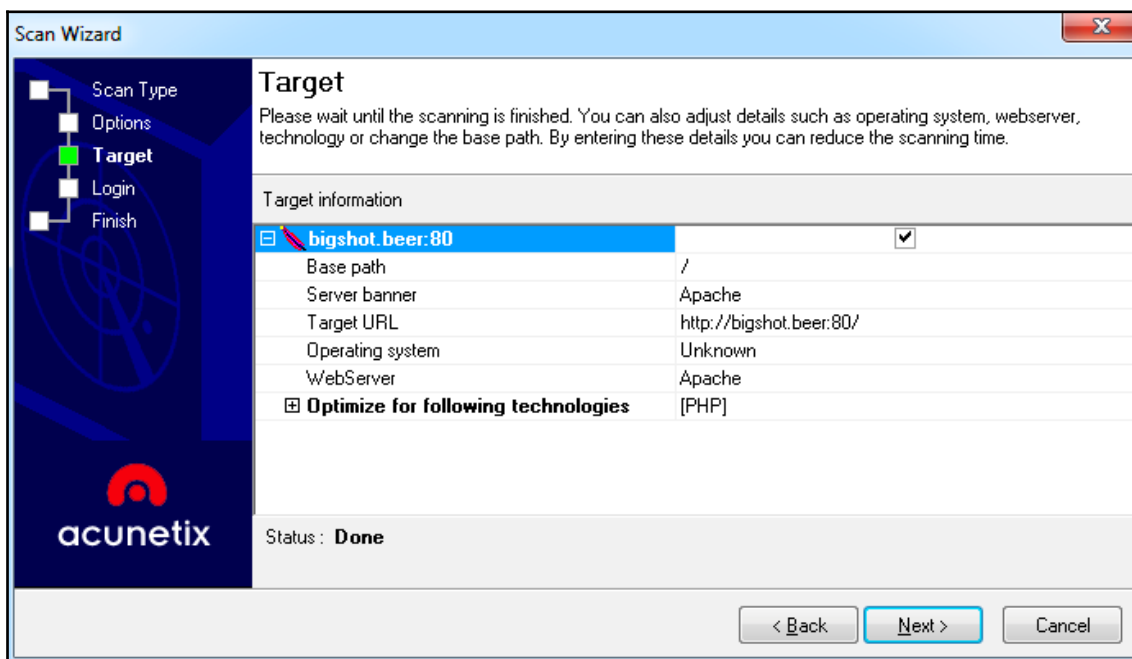 Scan Wizard
Scan Type
Options
Target
Login
Finish
acunetix
Target
Please wait until the scanning is finished. You can also adjust details such as operating system, webserver,
technology or change the base path. By entering these details you can reduce the scanning time.
Target information
bigshot.beer:80
Base path /
Server banner Apache
Target URL http://bigshot.beer:80/
Operating system Unknown
WebServer Apache
Optimize for following technologies [PHP]
Status : Done
< Back Next > Cancel